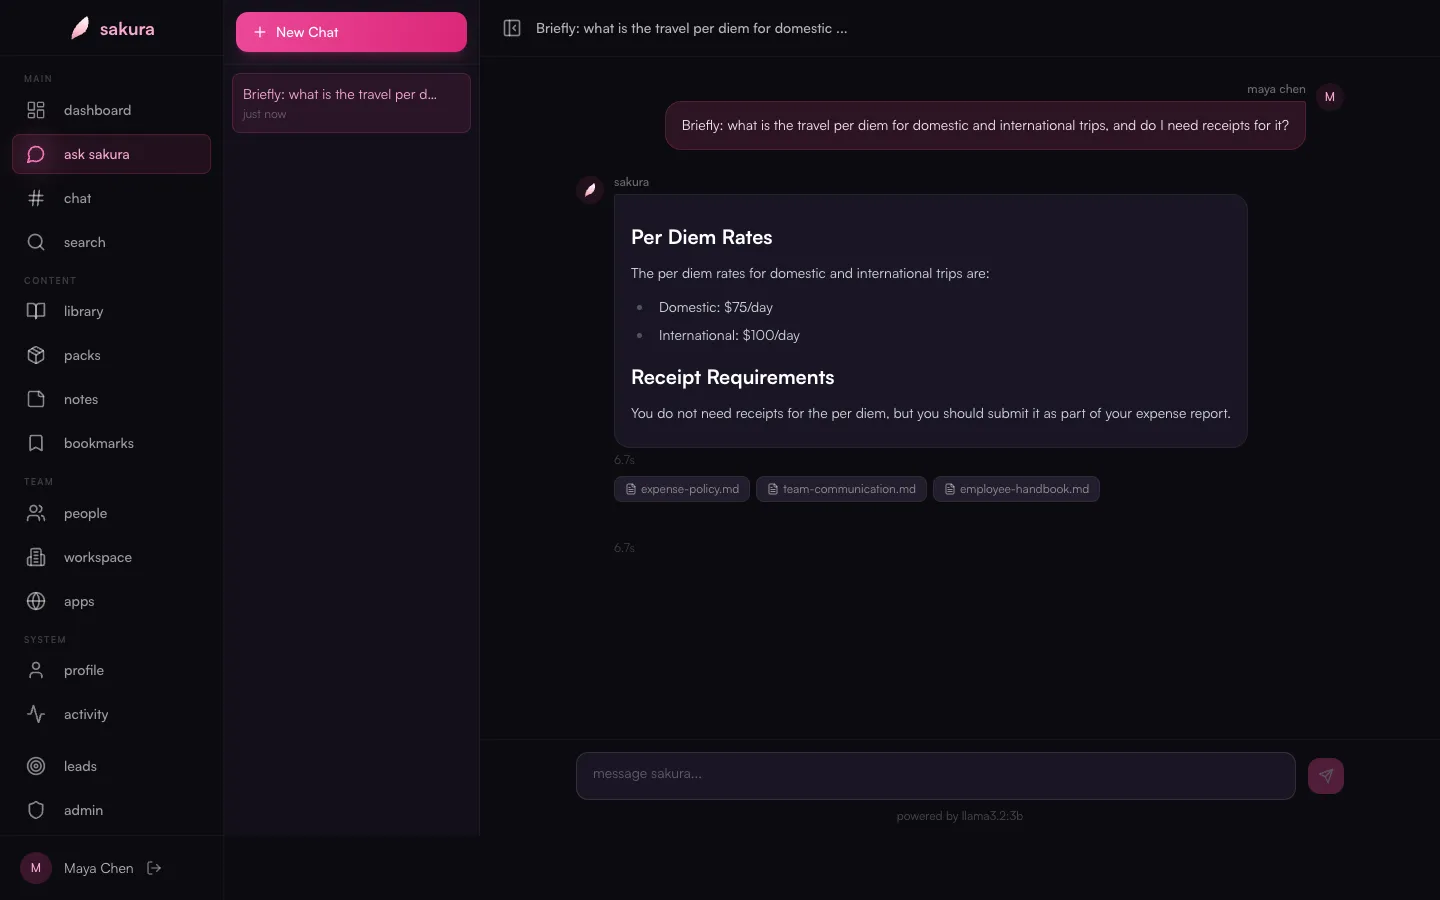 sakura
MAIN
dashboard
ask sakura
chat
search
CONTENT
library
packs
notes
bookmarks
TEAM
people
workspace
apps
SYSTEM
profile
activity
leads
admin
M
Maya Chen
New Chat
Briefly: what is the travel per d...
just now
Briefly: what is the travel per diem for domestic ...
maya chen
M
Briefly: what is the travel per diem for domestic and international trips, and do I need receipts for it?
sakura
Per Diem Rates
The per diem rates for domestic and international trips are:
Domestic: $75/day
International: $100/day
Receipt Requirements
You do not need receipts for the per diem, but you should submit it as part of your expense report.
6.7s
expense-policy.md
team-communication.md
employee-handbook.md
6.7s
message sakura...
powered by llama3.2:3b